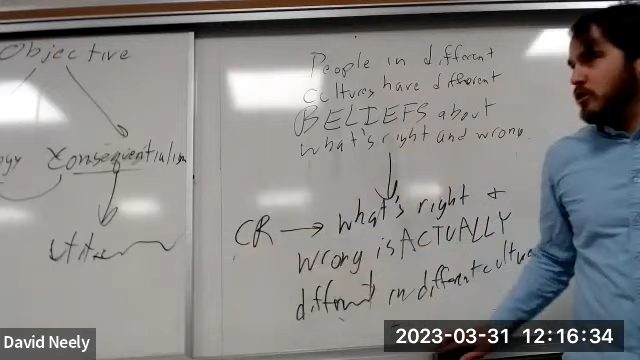 Objective
Consequentialism
People in different
cultures have different
BELIEFS about
what's right and wrong
CR → what's right +
wrong is ACTUALLY
different in different cultures
David Neely
2023-03-31 12:16:34